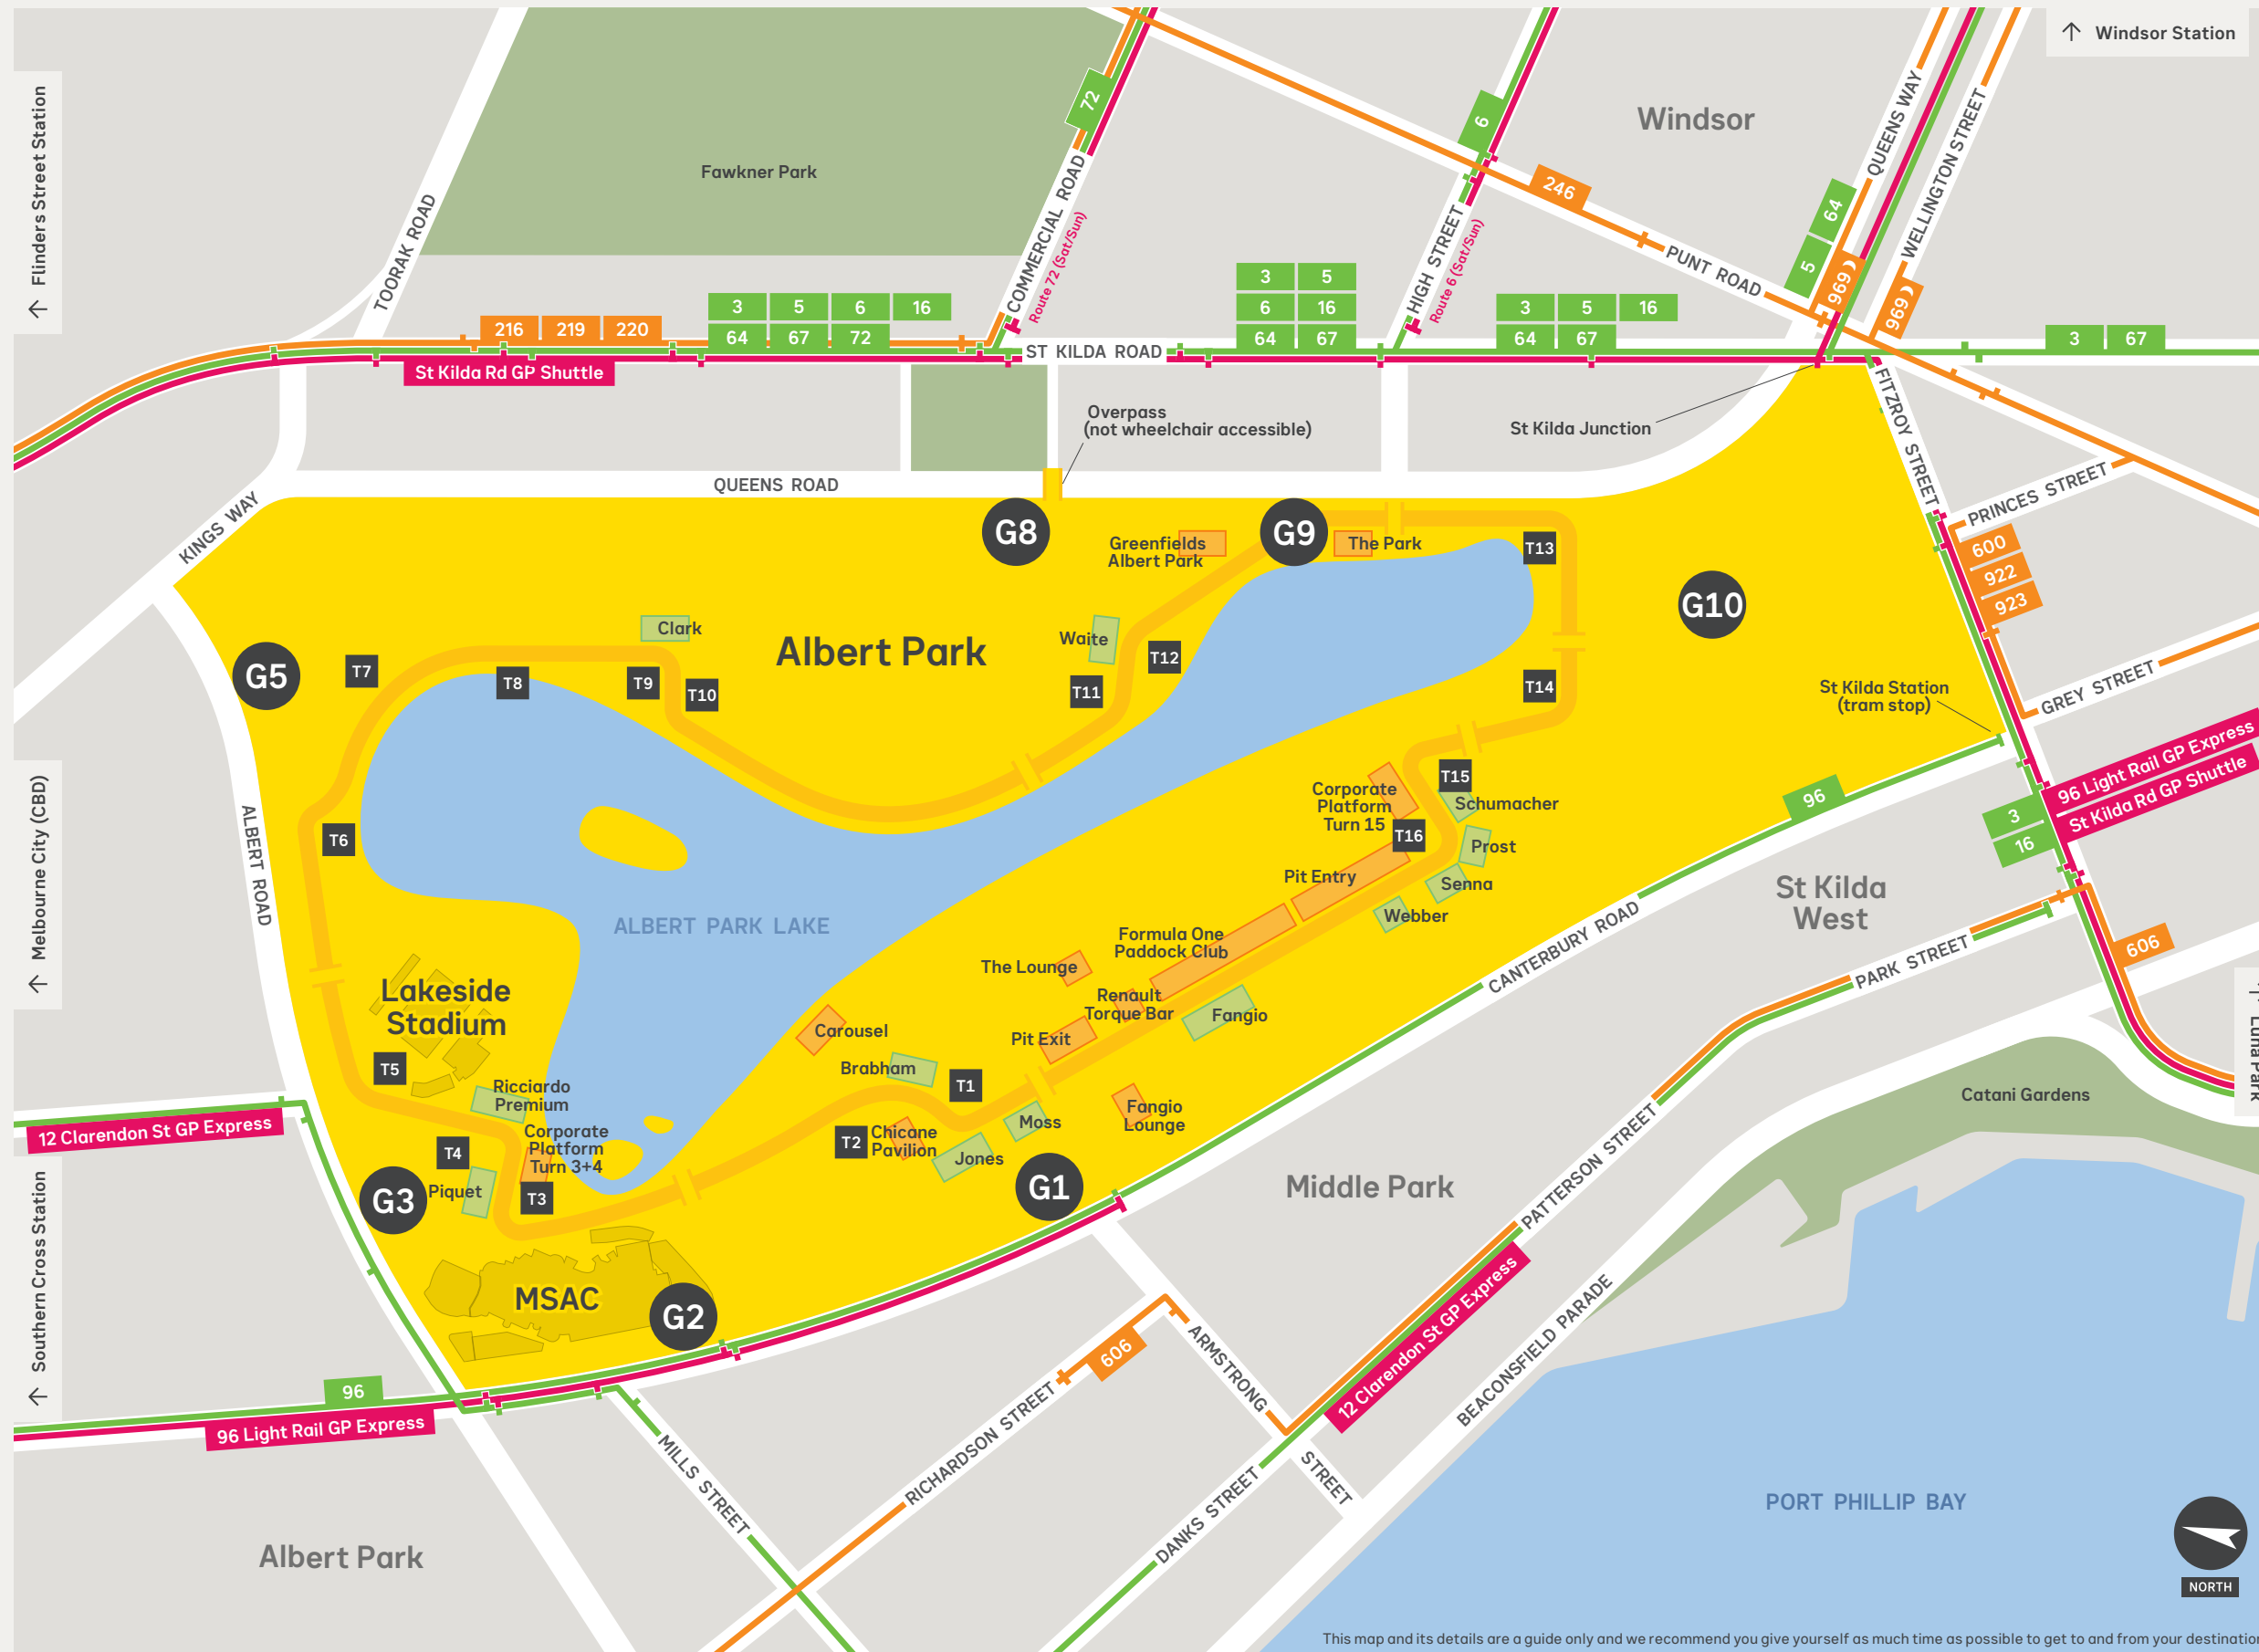 Windsor Station
Flinders Street Station
Melbourne City (CBD)
Southern Cross Station
TOORAK ROAD
Fawkner Park
72
COMMERCIAL ROAD
Route 72 (Sat/Sun)
6
HIGH STREET
Route 6 (Sat/Sun)
Windsor
246
PUNT ROAD
64
5
969
QUEENS WAY
WELLINGTON STREET
969
216 219 220
3 5 6 16
64 67 72
3 5
6 16
64 67
3 5 16
64 67
3 67
ST KILDA ROAD
St Kilda Rd GP Shuttle
Overpass
(not wheelchair accessible)
St Kilda Junction
FITZROY STREET
QUEENS ROAD
KINGS WAY
PRINCES STREET
600
922
923
G8
G9
G10
G5
Greenfields
Albert Park
The Park
T13
Clark
Albert Park
Waite
T12
T11
T7
T8
T9
T10
T14
St Kilda Station
(tram stop)
GREY STREET
96 Light Rail GP Express
St Kilda Rd GP Shuttle
3
16
96
T6
ALBERT ROAD
Corporate
Platform
Turn 15
T15
Schumacher
T16
Prost
Pit Entry
Senna
Webber
St Kilda
West
ALBERT PARK LAKE
Formula One
Paddock Club
CANTERBURY ROAD
606
PARK STREET
Luna Park
The Lounge
Lakeside
Stadium
Renault
Torque Bar
Fangio
Carousel
Pit Exit
Brabham
T1
T5
Ricciardo
Premium
Fangio
Lounge
Moss
T2
Chicane
Pavilion
Jones
Catani Gardens
12 Clarendon St GP Express
Corporate
Platform
Turn 3+4
T4
Piquet
T3
G3
G1
Middle Park
PATTERSON STREET
MSAC
G2
12 Clarendon St GP Express
BEACONSFIELD PARADE
606
ARMSTRONG
STREET
96
96 Light Rail GP Express
RICHARDSON STREET
MILLS STREET
DANKS STREET
PORT PHILLIP BAY
Albert Park
NORTH
This map and its details are a guide only and we recommend you give yourself as much time as possible to get to and from your destinatio